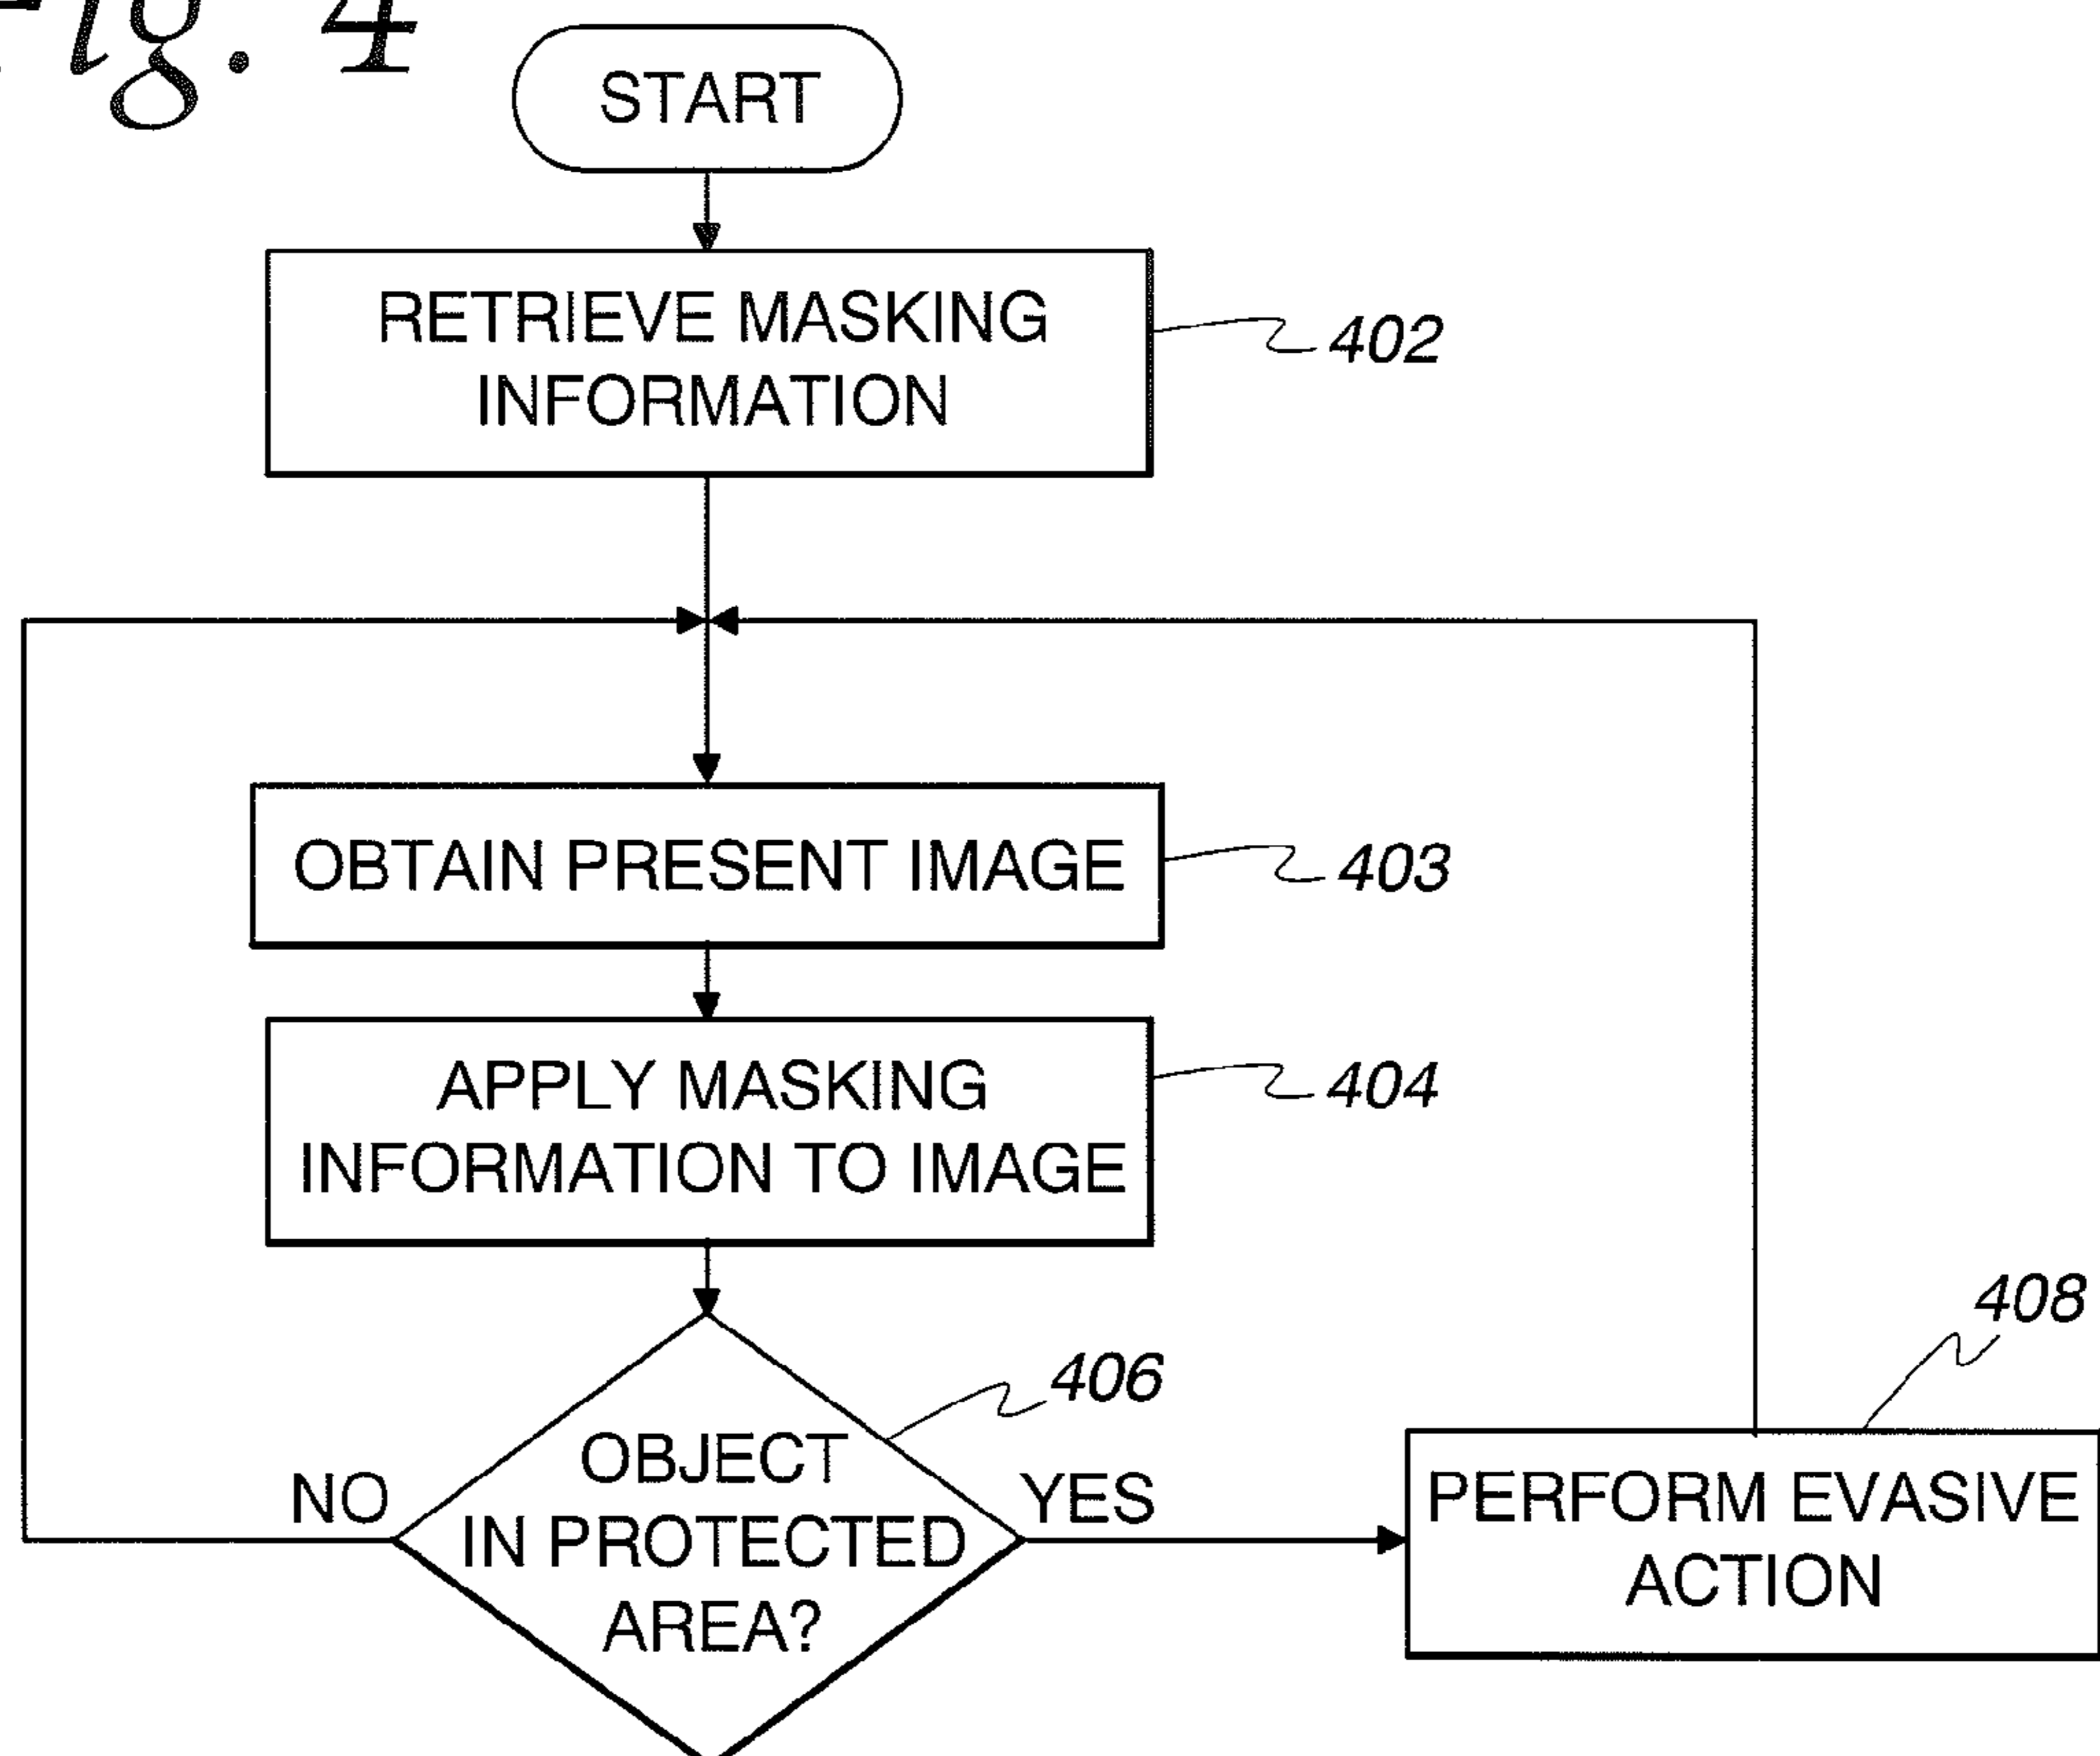 Fig. 4
START
RETRIEVE MASKING
INFORMATION
402
OBTAIN PRESENT IMAGE
403
APPLY MASKING
INFORMATION TO IMAGE
404
406
408
OBJECT
IN PROTECTED
AREA?
NO
YES
PERFORM EVASIVE
ACTION